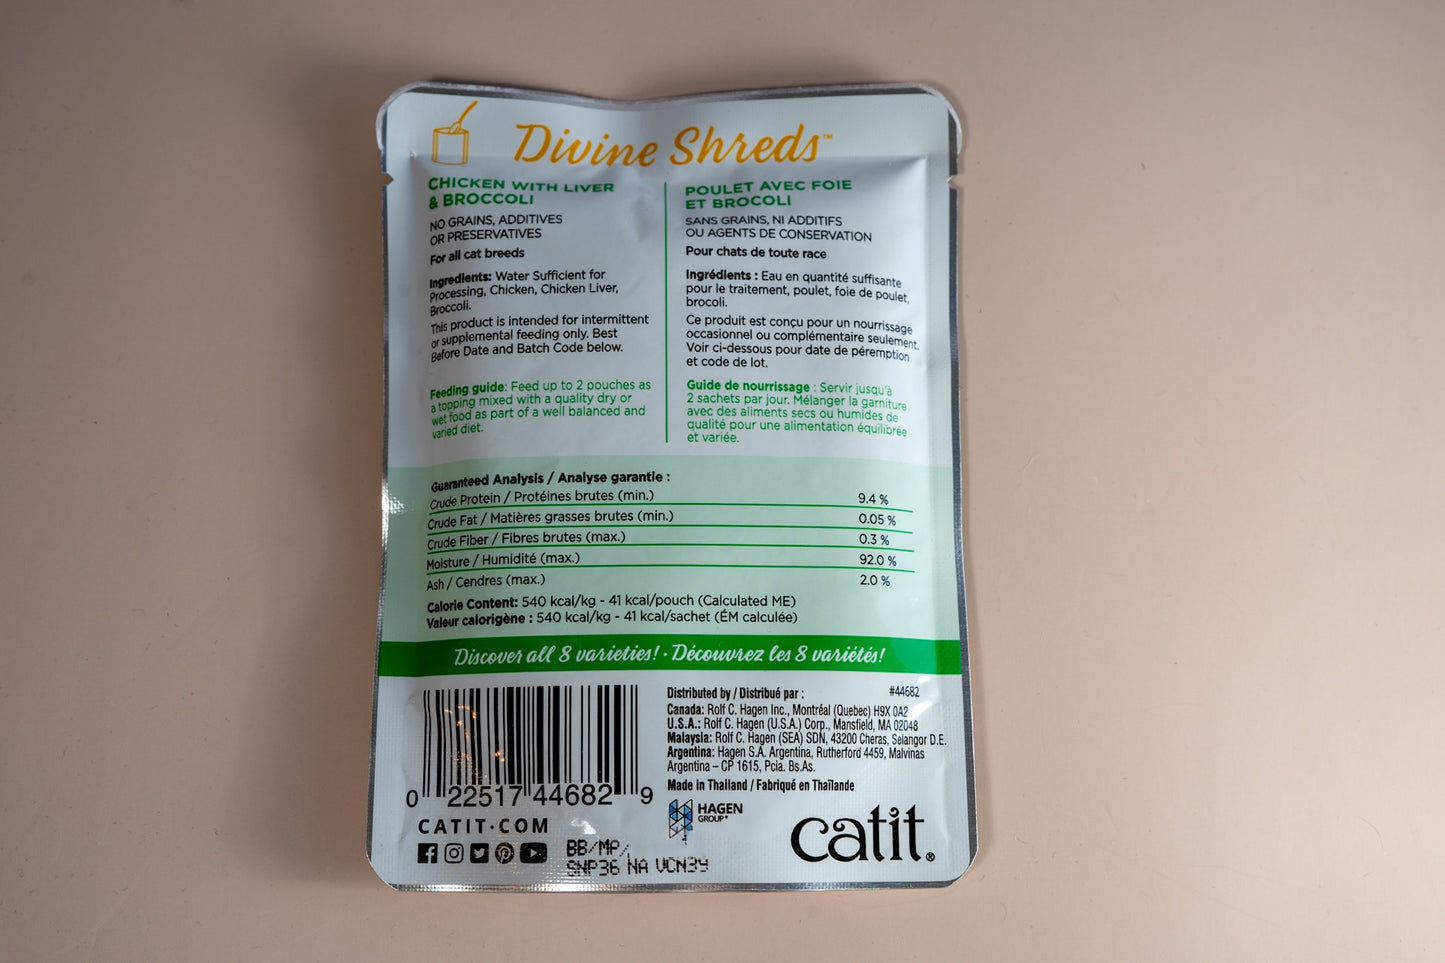 Divine Shreds™
CHICKEN WITH LIVER
& BROCCOLI
NO GRAINS, ADDITIVES
OR PRESERVATIVES
For all cat breeds
Ingredients: Water Sufficient for
Processing, Chicken, Chicken Liver,
Broccoli.
This product is intended for intermittent
or supplemental feeding only. Best
Before Date and Batch Code below.
Feeding guide: Feed up to 2 pouches as
a topping mixed with a quality dry or
wet food as part of a well balanced and
varied diet.
POULET AVEC FOIE
ET BROCOLI
SANS GRAINS, NI ADDITIFS
OU AGENTS DE CONSERVATION
Pour chats de toute race
Ingrédients : Eau en quantité suffisante
pour le traitement, poulet, foie de poulet,
brocoli.
Ce produit est conçu pour un nourrissage
occasionnel ou complémentaire seulement.
Voir ci-dessous pour date de péremption
et code de lot.
Guide de nourrissage : Servir jusqu'à
2 sachets par jour. Mélanger la garniture
avec des aliments secs ou humides de
qualité pour une alimentation équilibrée
et variée.
Guaranteed Analysis / Analyse garantie :
Crude Protein / Protéines brutes (min.) 9.4 %
Crude Fat / Matières grasses brutes (min.) 0.05 %
Crude Fiber / Fibres brutes (max.) 0.3 %
Moisture / Humidité (max.) 92.0 %
Ash / Cendres (max.) 2.0 %
Calorie Content: 540 kcal/kg - 41 kcal/pouch (Calculated ME)
Valeur calorigène : 540 kcal/kg - 41 kcal/sachet (ÉM calculée)
Discover all 8 varieties! · Découvrez les 8 variétés!
0 22517 44682 9
CATIT·COM
BB/MP/
SNP36 NA VCN3Y
Distributed by / Distribué par : #44682
Canada: Rolf C. Hagen Inc., Montréal (Quebec) H9X 0A2
U.S.A.: Rolf C. Hagen (U.S.A.) Corp., Mansfield, MA 02048
Malaysia: Rolf C. Hagen (SEA) SDN, 43200 Cheras, Selangor D.E.
Argentina: Hagen S.A. Argentina, Rutherford 4459, Malvinas
Argentina – CP 1615, Pcia. Bs.As.
Made in Thailand / Fabriqué en Thaïlande
HAGEN
GROUP®
catit®